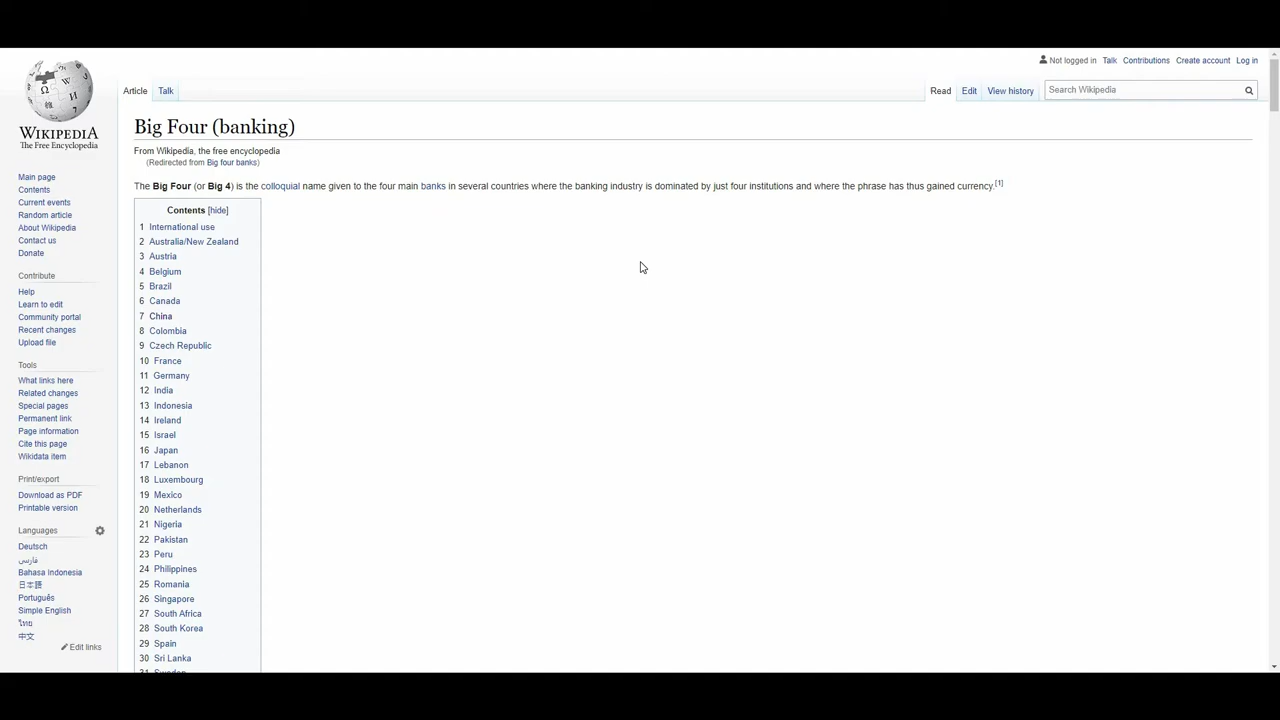 Not logged in Talk Contributions Create account Log in
WIKIPEDIA
The Free Encyclopedia
Article Talk Read Edit View history Search Wikipedia
Big Four (banking)
From Wikipedia, the free encyclopedia
(Redirected from Big four banks)
The Big Four (or Big 4) is the colloquial name given to the four main banks in several countries where the banking industry is dominated by just four institutions and where the phrase has thus gained currency.[1]
Contents [hide]
1 International use
2 Australia/New Zealand
3 Austria
4 Belgium
5 Brazil
6 Canada
7 China
8 Colombia
9 Czech Republic
10 France
11 Germany
12 India
13 Indonesia
14 Ireland
15 Israel
16 Japan
17 Lebanon
18 Luxembourg
19 Mexico
20 Netherlands
21 Nigeria
22 Pakistan
23 Peru
24 Philippines
25 Romania
26 Singapore
27 South Africa
28 South Korea
29 Spain
30 Sri Lanka
31 Sweden
Main page
Contents
Current events
Random article
About Wikipedia
Contact us
Donate
Contribute
Help
Learn to edit
Community portal
Recent changes
Upload file
Tools
What links here
Related changes
Special pages
Permanent link
Page information
Cite this page
Wikidata item
Print/export
Download as PDF
Printable version
Languages
Deutsch
فارسی
Bahasa Indonesia
日本語
Português
Simple English
ไทย
中文
Edit links